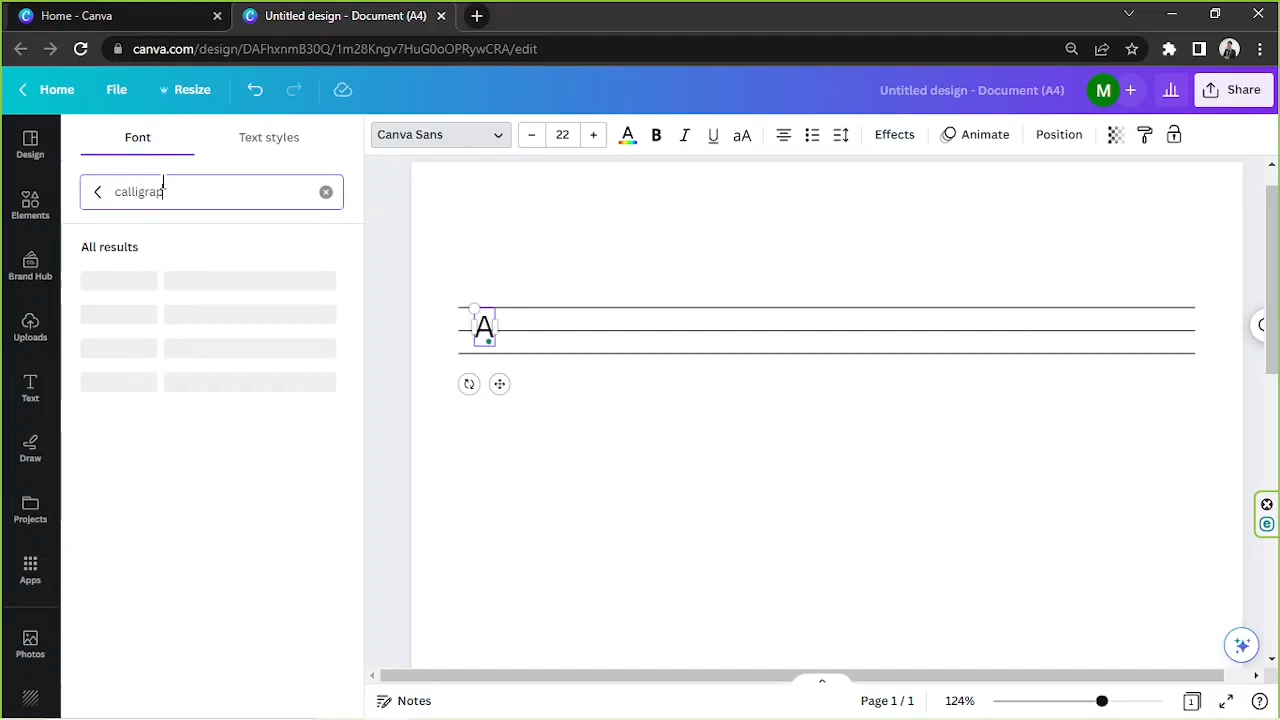 Home - Canva
Untitled design - Document (A4)
canva.com/design/DAFhxnmB30Q/1m28Kngv7HuG0oOPRywCRA/edit
Home File Resize Untitled design - Document (A4) M Share
Font Text styles
Canva Sans 22 B I U aA Effects Animate Position
calligrap
All results
Design
Elements
Brand Hub
Uploads
Text
Draw
Projects
Apps
Photos
A
Notes Page 1 / 1 124% 1